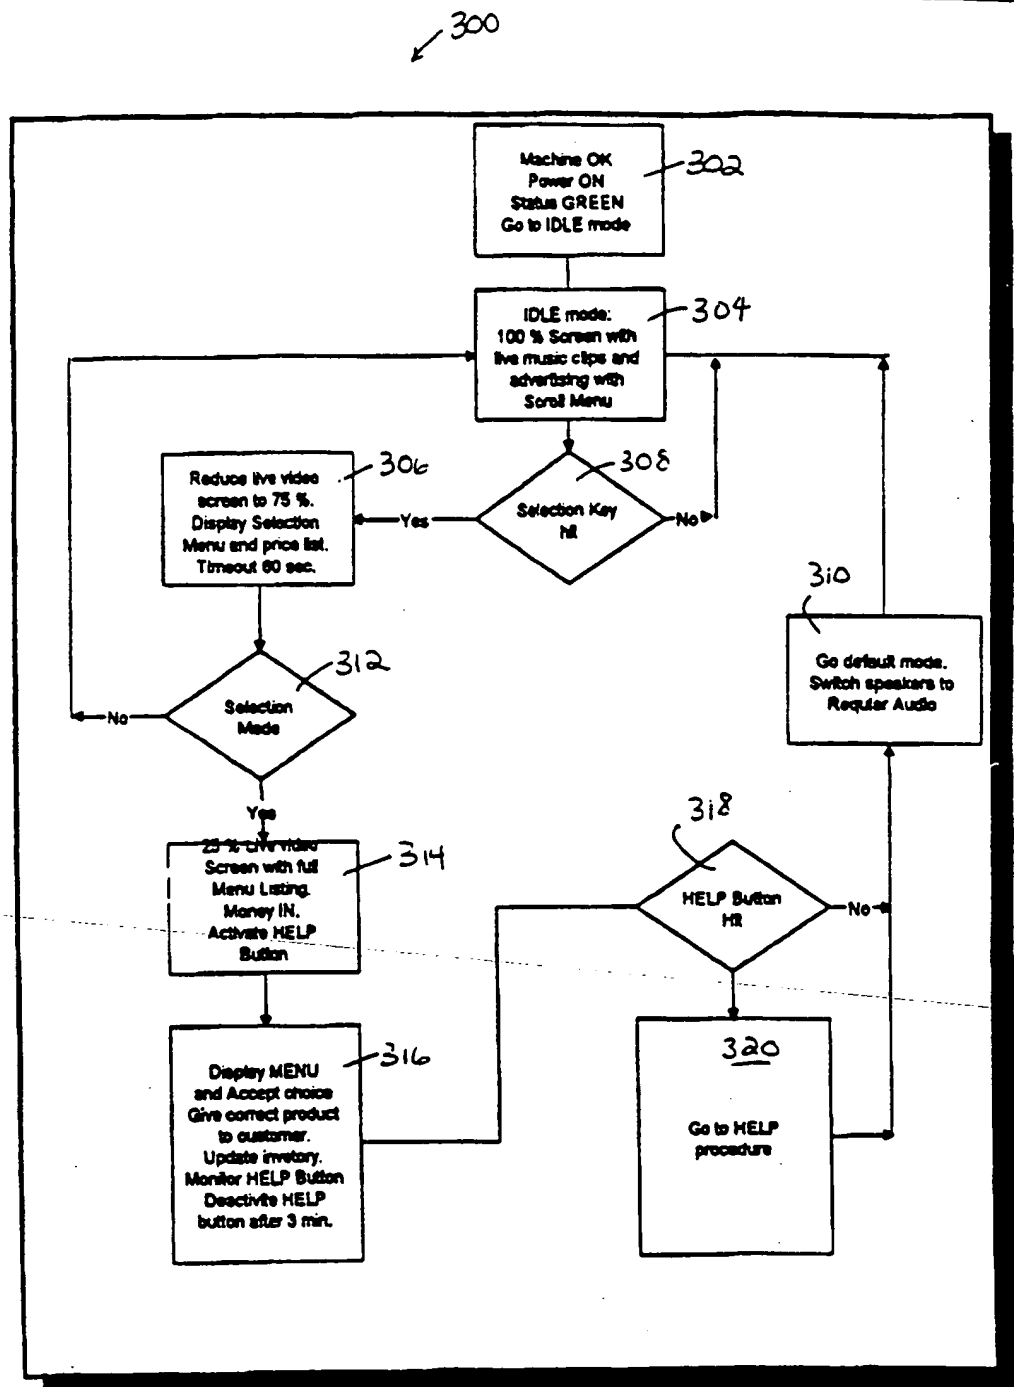 300
Machine OK
Power ON
Status GREEN
Go to IDLE mode
302
IDLE mode:
100 % Screen with
live music clips and
advertising with
Scroll Menu
304
Reduce live video
screen to 75 %.
Display Selection
Menu and price list.
Timeout 60 sec.
306
Yes
Selection Key
hit
308
No
310
Go default mode.
Switch speakers to
Regular Audio
312
Selection
Made
No
Yes
25 % Live video
Screen with full
Menu Listing.
Money IN.
Activate HELP
Button
314
318
HELP Button
Hit
No
Display MENU
and Accept choice
Give correct product
to customer.
Update invetory.
Monitor HELP Button
Deactivite HELP
button after 3 min.
316
320
Go to HELP
procedure